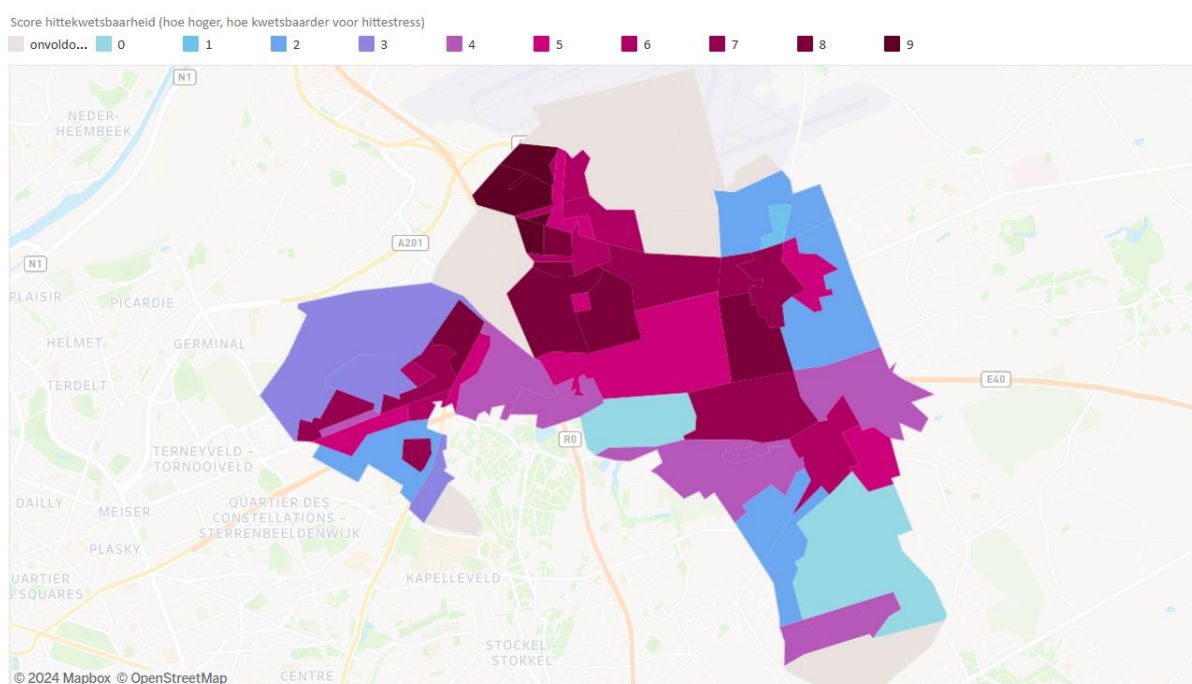 Score hittekwetsbaarheid (hoe hoger, hoe kwetsbaarder voor hittestress)
onvoldo... 0 1 2 3 4 5 6 7 8 9
N1
NEDER-
HEEMBEEK
A201
N1
PLAISIR
PICARDIE
HELMET
GERMINAL
TERDELT
E40
R0
TERNEYVELD –
TORNOOIVELD
DAILLY
MEISER
QUARTIER DES
CONSTELLATIONS –
STERRENBEELDENWIJK
PLASKY
UARTIER
SQUARES
KAPELLEVELD
STOCKEL –
STOKKEL
CENTRE
© 2024 Mapbox © OpenStreetMap